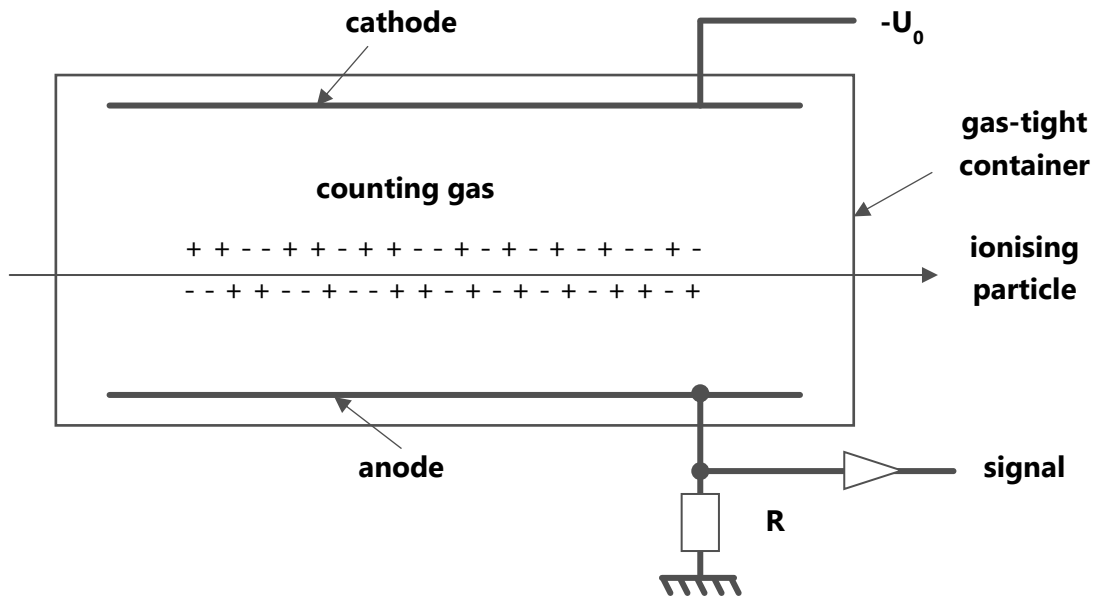 cathode
-U₀
gas-tight
container
counting gas
+ + - - + + - + + - - + - + - + - + - - + -
- - + + - - + - - + + - + - + - + - + + - +
ionising
particle
anode
signal
R